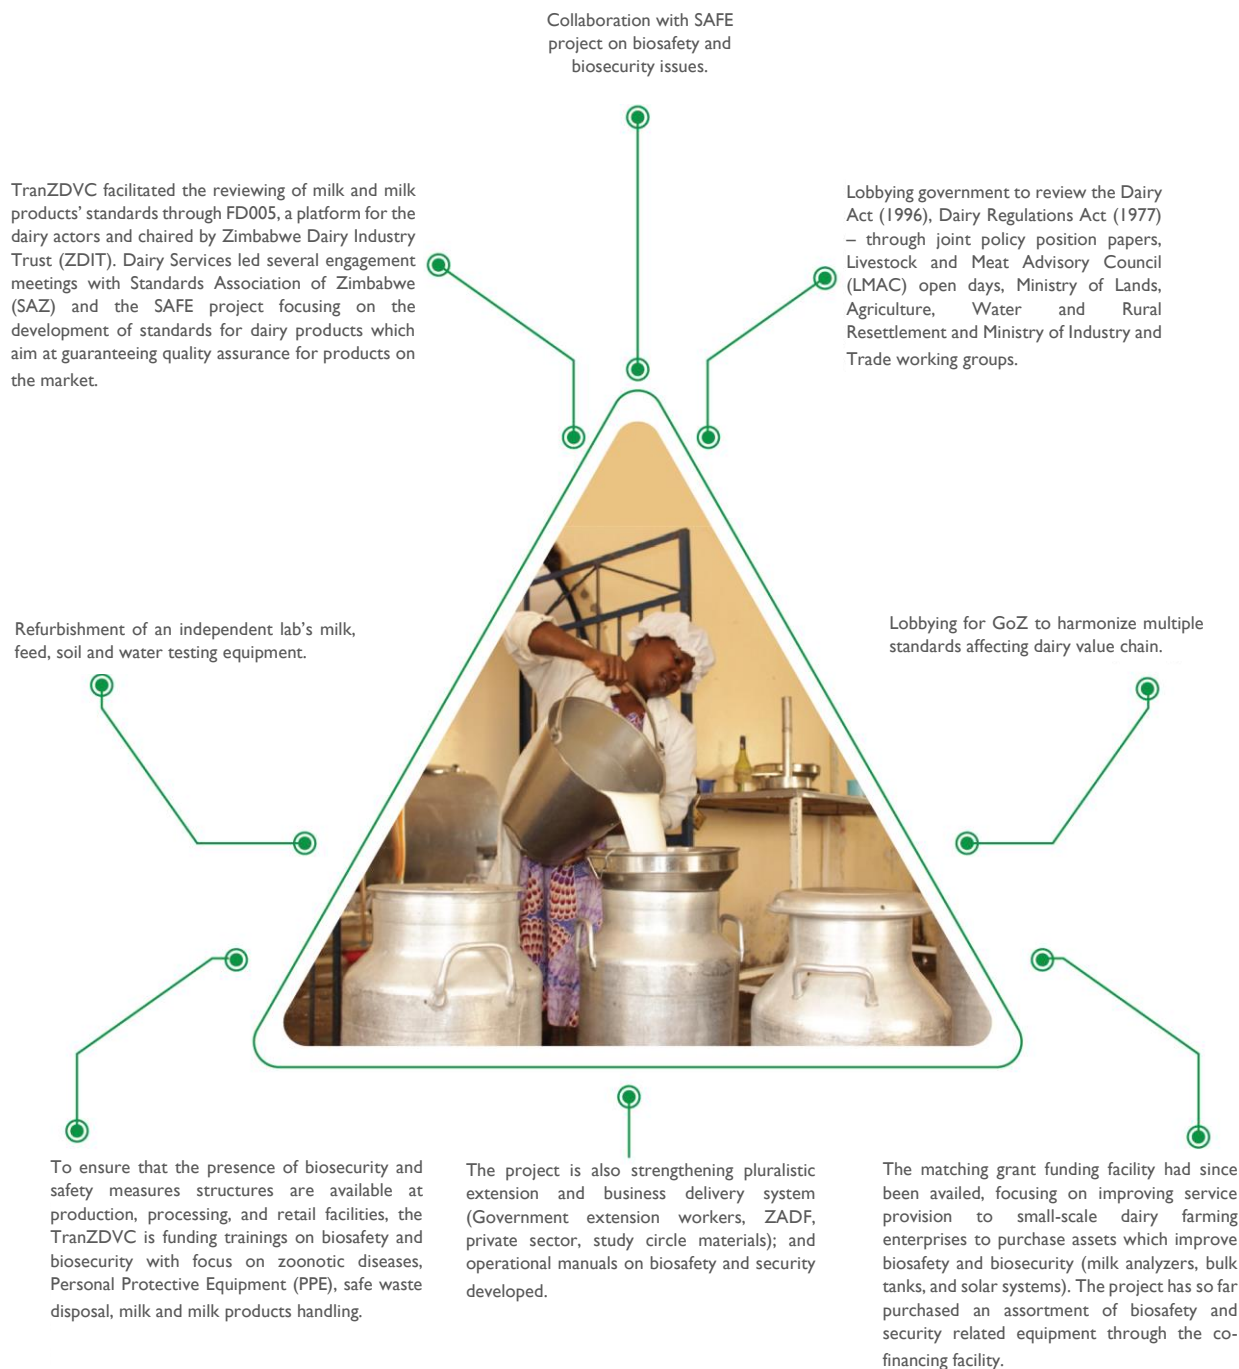 Collaboration with SAFE
project on biosafety and
biosecurity issues.
TranZDVC facilitated the reviewing of milk and milk
products' standards through FD005, a platform for the
dairy actors and chaired by Zimbabwe Dairy Industry
Trust (ZDIT). Dairy Services led several engagement
meetings with Standards Association of Zimbabwe
(SAZ) and the SAFE project focusing on the
development of standards for dairy products which
aim at guaranteeing quality assurance for products on
the market.
Lobbying government to review the Dairy
Act (1996), Dairy Regulations Act (1977)
– through joint policy position papers,
Livestock and Meat Advisory Council
(LMAC) open days, Ministry of Lands,
Agriculture, Water and Rural
Resettlement and Ministry of Industry and
Trade working groups.
Refurbishment of an independent lab's milk,
feed, soil and water testing equipment.
Lobbying for GoZ to harmonize multiple
standards affecting dairy value chain.
To ensure that the presence of biosecurity and
safety measures structures are available at
production, processing, and retail facilities, the
TranZDVC is funding trainings on biosafety and
biosecurity with focus on zoonotic diseases,
Personal Protective Equipment (PPE), safe waste
disposal, milk and milk products handling.
The project is also strengthening pluralistic
extension and business delivery system
(Government extension workers, ZADF,
private sector, study circle materials); and
operational manuals on biosafety and security
developed.
The matching grant funding facility had since
been availed, focusing on improving service
provision to small-scale dairy farming
enterprises to purchase assets which improve
biosafety and biosecurity (milk analyzers, bulk
tanks, and solar systems). The project has so far
purchased an assortment of biosafety and
security related equipment through the co-
financing facility.